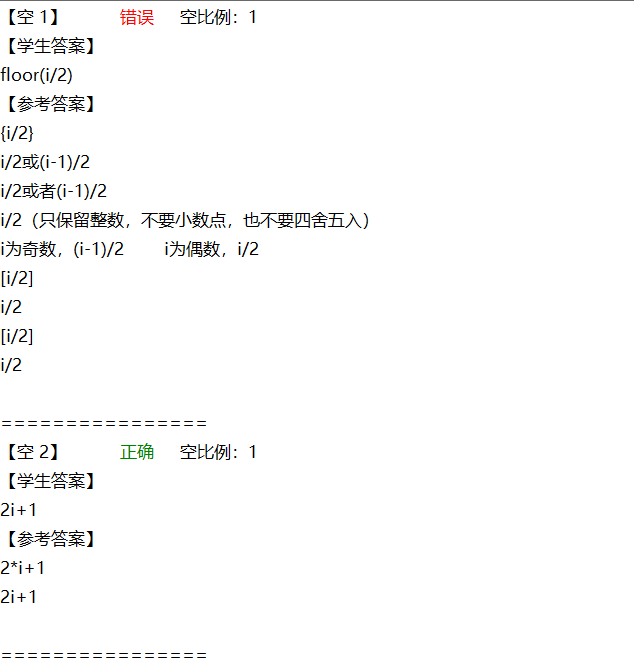 【空 1】 错误 空比例：1
【学生答案】
floor(i/2)
【参考答案】
{i/2}
i/2或(i-1)/2
i/2或者(i-1)/2
i/2（只保留整数，不要小数点，也不要四舍五入）
i为奇数，(i-1)/2 i为偶数，i/2
[i/2]
i/2
[i/2]
i/2
================
【空 2】 正确 空比例：1
【学生答案】
2i+1
【参考答案】
2*i+1
2i+1
================